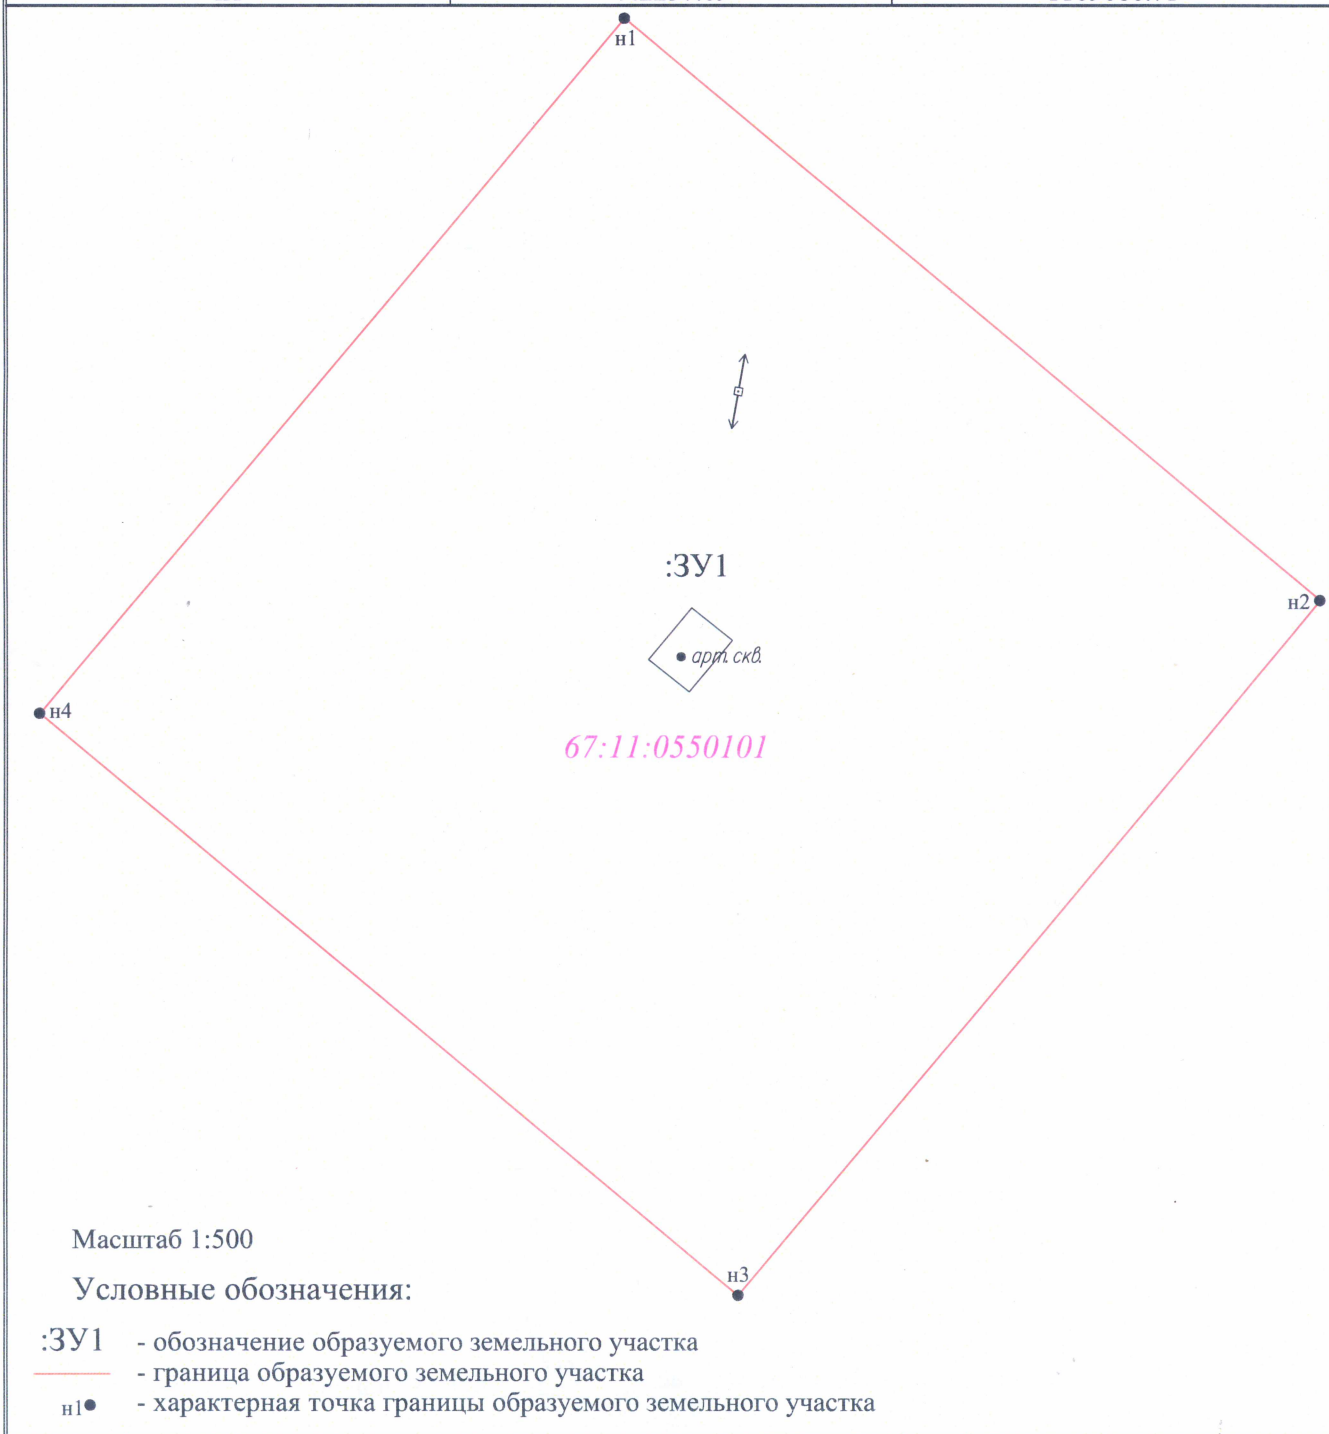 н1
:ЗУ1
н2
арт. скв.
н4
67:11:0550101
Масштаб 1:500
н3
Условные обозначения:
:ЗУ1 - обозначение образуемого земельного участка
- граница образуемого земельного участка
н1 - характерная точка границы образуемого земельного участка